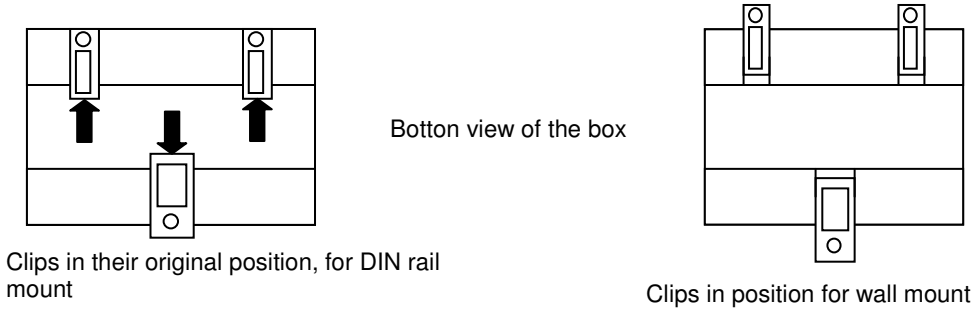 Botton view of the box
Clips in their original position, for DIN rail
mount
Clips in position for wall mount